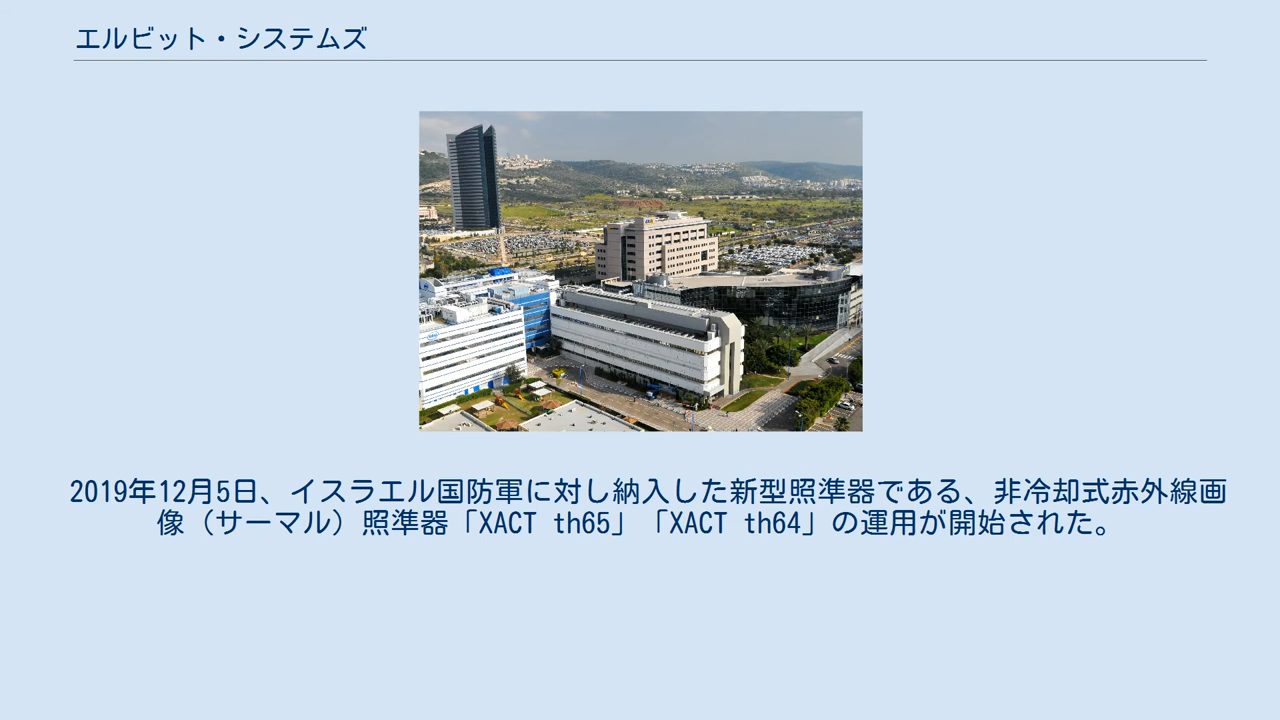 エルビット・システムズ
2019年12月5日、イスラエル国防軍に対し納入した新型照準器である、非冷却式赤外線画
像（サーマル）照準器「XACT th65」「XACT th64」の運用が開始された。